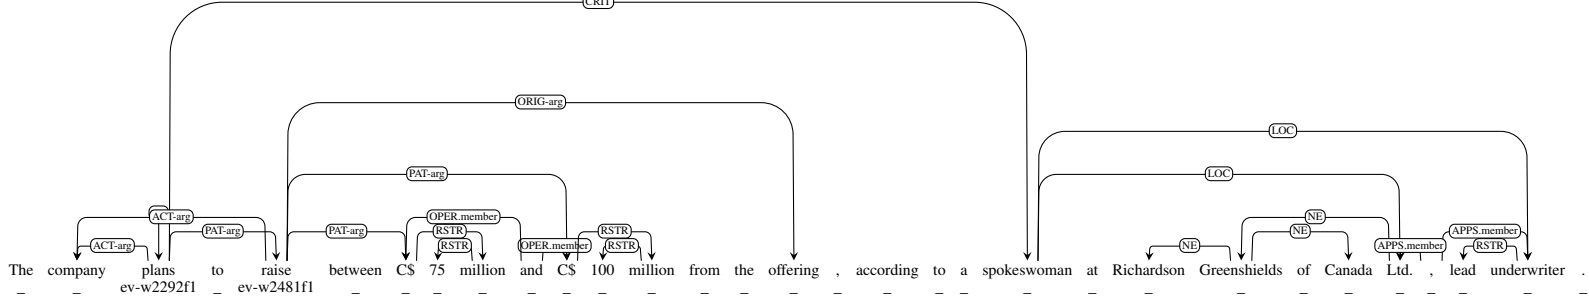 CRIT
ORIG-arg
LOC
PAT-arg LOC
ACT-arg OPER.member NE
PAT-arg PAT-arg RSTR RSTR NE APPS.member
ACT-arg RSTR OPER.member RSTR NE APPS.member RSTR
The company plans to raise between C$ 75 million and C$ 100 million from the offering , according to a spokeswoman at Richardson Greenshields of Canada Ltd. , lead underwriter .
_ _ ev-w2292f1 _ ev-w2481f1 _ _ _ _ _ _ _ _ _ _ _ _ _ _ _ _ _ _ _ _ _ _ _ _ _ _